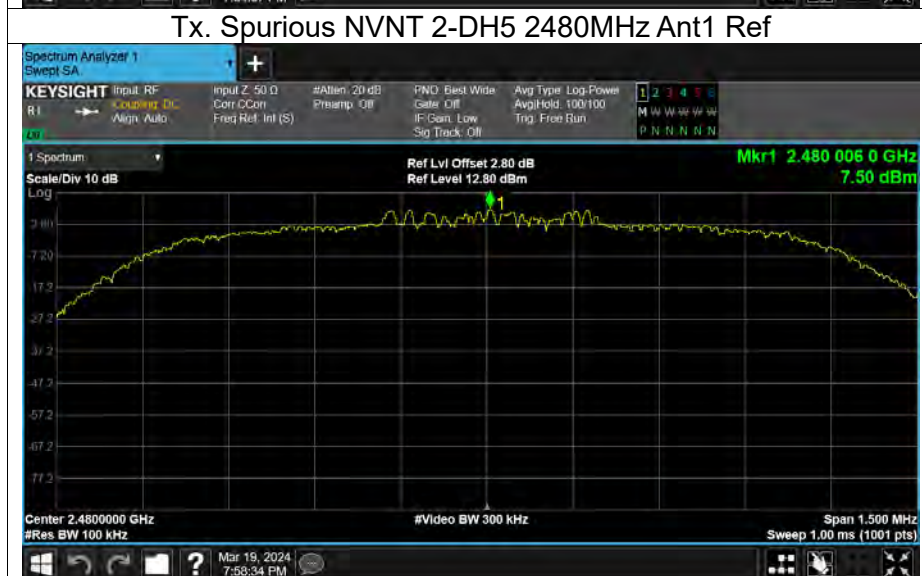 Tx. Spurious NVNT 2-DH5 2480MHz Ant1 Ref
Spectrum Analyzer 1
Swept SA
KEYSIGHT Input: RF Input Z: 50 Ω #Atten: 20 dB PNO: Best Wide Avg Type: Log-Power 1 2 3 4 5 6
Coupling: DC Corr CCorr Preamp: Off Gate: Off Avg|Hold: 100/100 M W W W W W
Align: Auto Freq Ref: Int (S) IF Gain: Low Trig: Free Run
Sig Track: Off P N N N N N
1 Spectrum Ref Lvl Offset 2.80 dB Mkr1 2.480 006 0 GHz
Scale/Div 10 dB Ref Level 12.80 dBm 7.50 dBm
Log
1
2.80
-7.20
-17.2
-27.2
-37.2
-47.2
-57.2
-67.2
-77.2
Center 2.4800000 GHz #Video BW 300 kHz Span 1.500 MHz
#Res BW 100 kHz Sweep 1.00 ms (1001 pts)
? Mar 19, 2024
7:58:34 PM